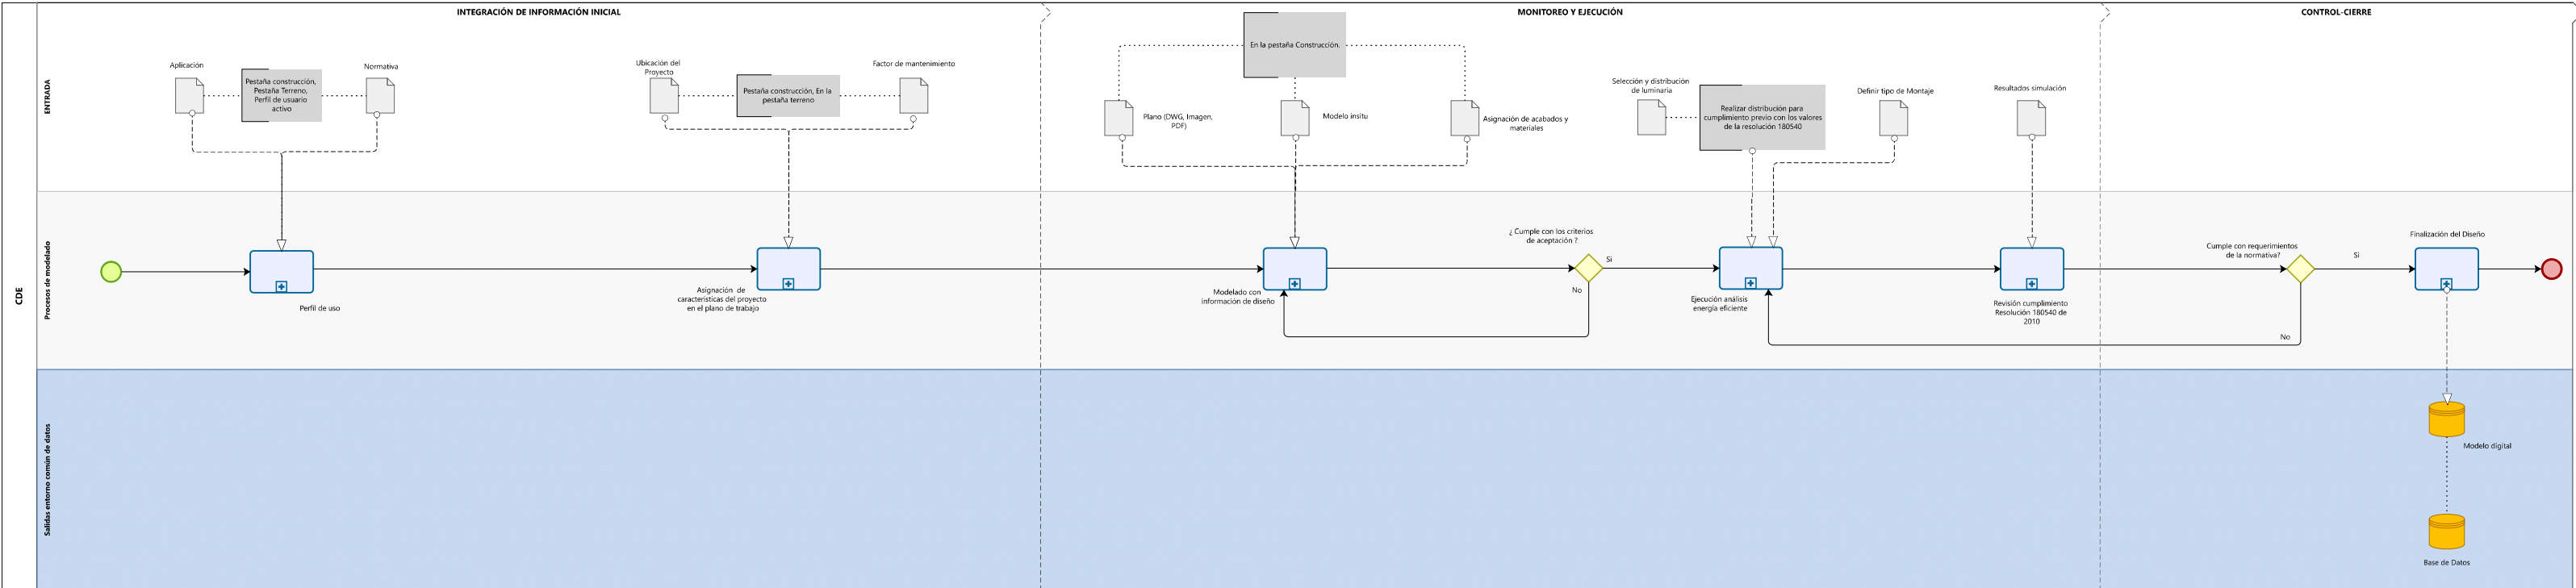 INTEGRACIÓN DE INFORMACIÓN INICIAL
MONITOREO Y EJECUCIÓN
CONTROL-CIERRE
CDE
ENTRADA
Aplicación
Pestaña construcción,
Pestaña Terreno,
Perfil de usuario
activo
Normativa
Ubicación del
Proyecto
Pestaña construcción, En la
pestaña terreno
Factor de mantenimiento
En la pestaña Construcción.
Plano (DWG, Imagen,
PDF)
Modelo insitu
Asignación de acabados y
materiales
Selección y distribución
de luminaria
Realizar distribución para
cumplimiento previo con los valores
de la resolución 180540
Definir tipo de Montaje
Resultados simulación
Procesos de modelado
Perfil de uso
Asignación de
características del proyecto
en el plano de trabajo
Modelado con
información de diseño
¿ Cumple con los criterios
de aceptación ?
Si
No
Ejecución análisis
energía eficiente
Revisión cumplimiento
Resolución 180540 de
2010
Cumple con requerimientos
de la normativa?
Si
No
Finalización del Diseño
Salidas entorno común de datos
Modelo digital
Base de Datos